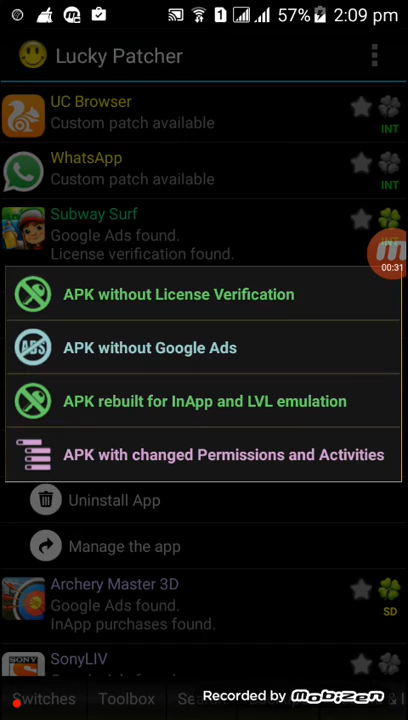 1 57% 2:09 pm
Lucky Patcher
UC Browser
Custom patch available
INT
WhatsApp
Custom patch available
INT
Subway Surf
Google Ads found.
License verification found.
00:31
APK without License Verification
ADS
APK without Google Ads
APK rebuilt for InApp and LVL emulation
APK with changed Permissions and Activities
Uninstall App
Manage the app
Archery Master 3D
Google Ads found.
InApp purchases found.
SD
SonyLIV
SONY
Switches
Toolbox
Recorded by Mobizen